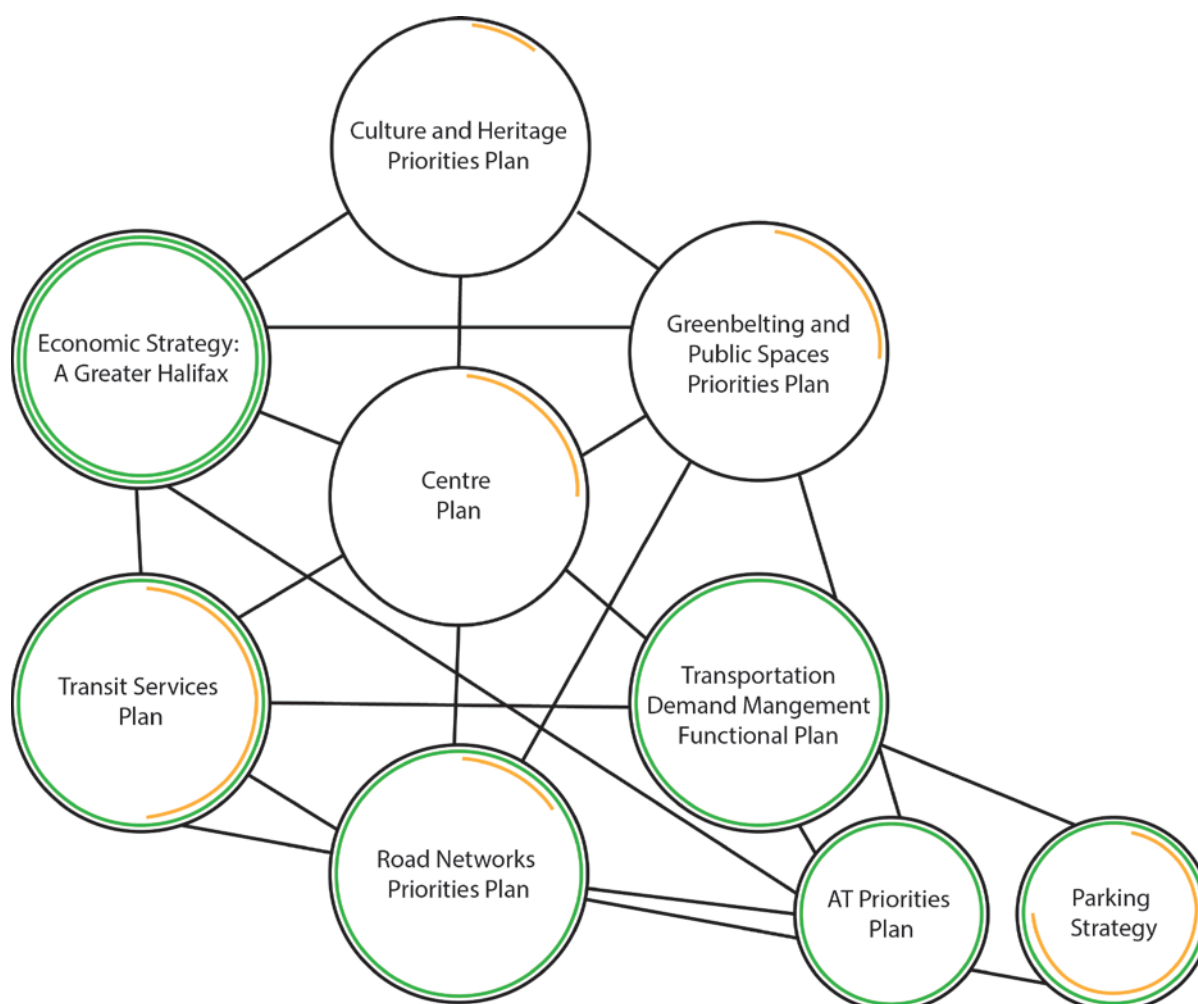 Culture and Heritage
Priorities Plan
Economic Strategy:
A Greater Halifax
Greenbelting and
Public Spaces
Priorities Plan
Centre
Plan
Transit Services
Plan
Transportation
Demand Mangement
Functional Plan
Road Networks
Priorities Plan
AT Priorities
Plan
Parking
Strategy